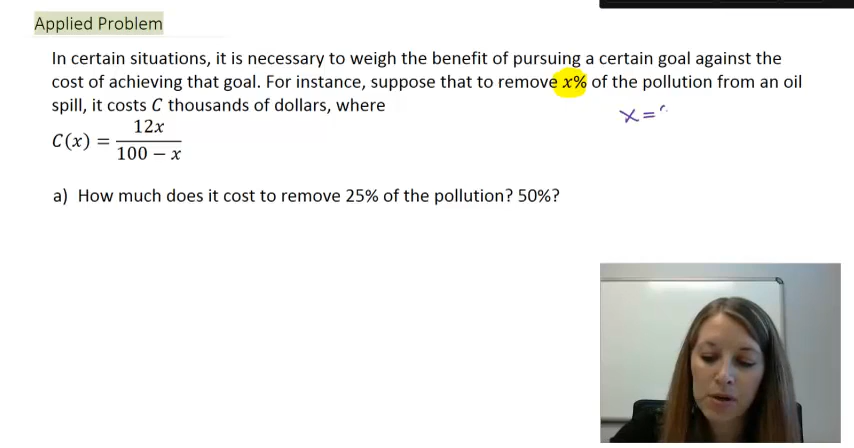 Applied Problem
In certain situations, it is necessary to weigh the benefit of pursuing a certain goal against the
cost of achieving that goal. For instance, suppose that to remove x% of the pollution from an oil
spill, it costs C thousands of dollars, where
x =
C(x) = 12x / (100 − x)
a) How much does it cost to remove 25% of the pollution? 50%?